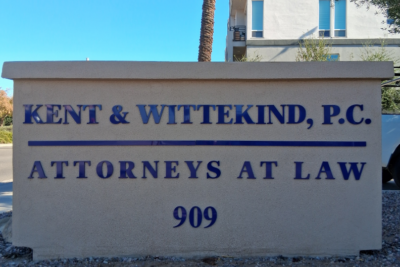 KENT & WITTEKIND, P.C.
ATTORNEYS AT LAW
909